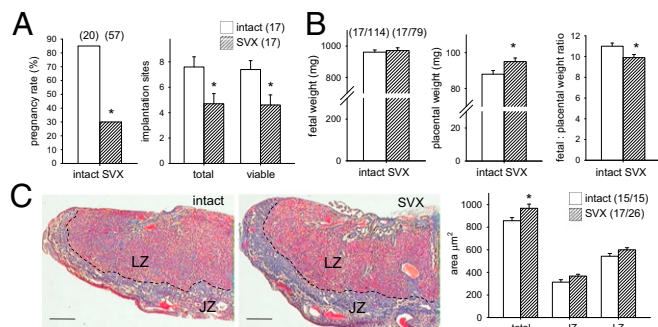 A
intact (17)
SVX (17)
(20) (57)
pregnancy rate (%)
90
80
70
60
50
40
30
20
10
0
*
intact SVX
implantation sites
8
6
4
2
0
*
*
total viable
B
(17/114) (17/79)
fetal weight (mg)
1000
800
200
0
intact SVX
placental weight (mg)
100
80
20
0
*
intact SVX
fetal : placental weight ratio
12
10
8
6
4
2
0
*
intact SVX
C
intact
LZ
JZ
SVX
LZ
JZ
area µm²
1000
800
600
400
200
0
*
intact (15/15)
SVX (17/26)
total JZ LZ